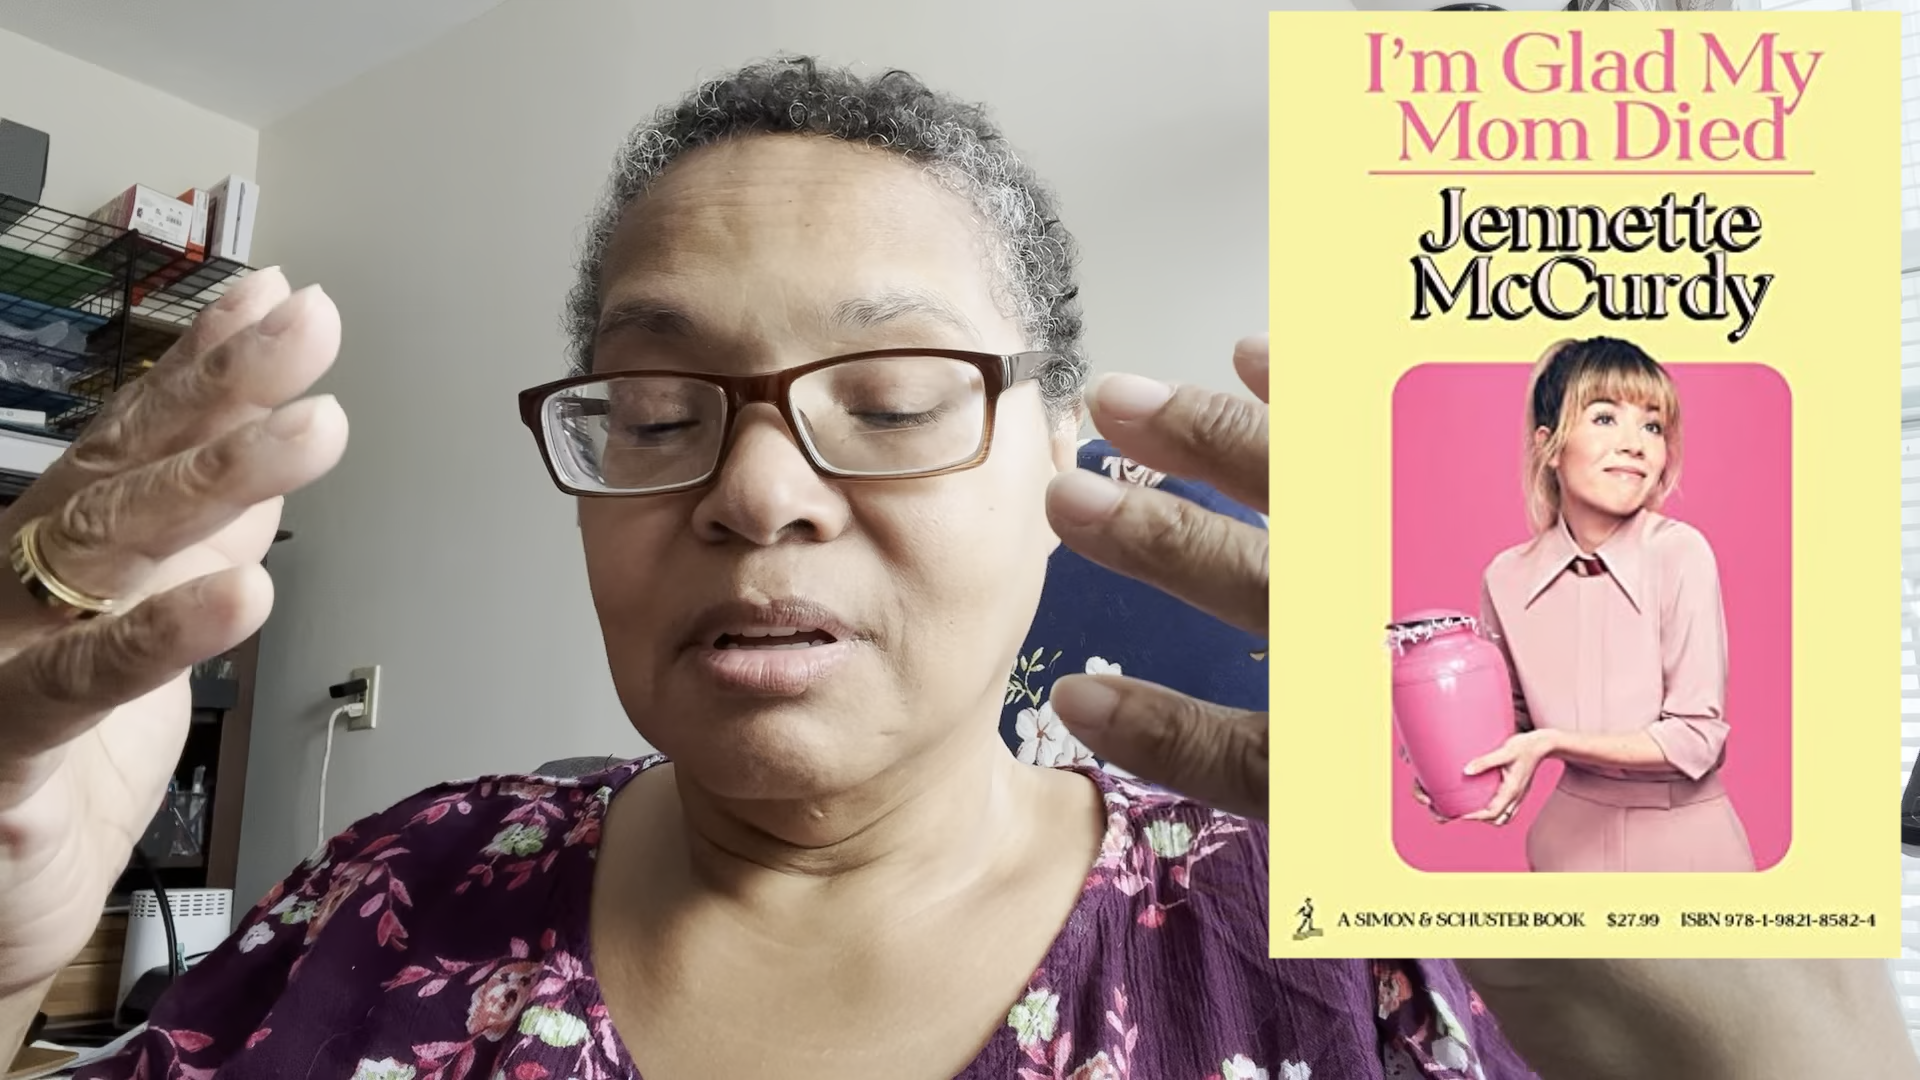 I'm Glad My
Mom Died
Jennette
McCurdy
A SIMON & SCHUSTER BOOK $27.99 ISBN 978-1-9821-8582-4